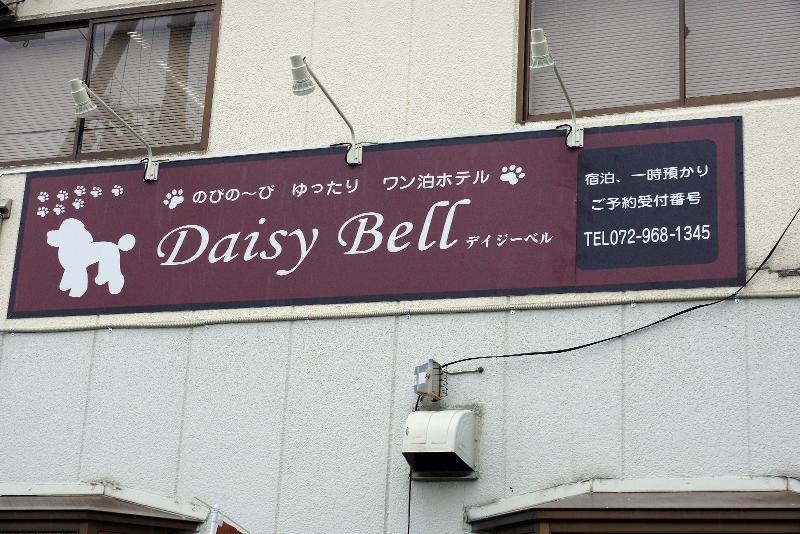 のびの〜び ゆったり ワン泊ホテル
Daisy Bell デイジーベル
宿泊、一時預かり
ご予約受付番号
TEL072-968-1345